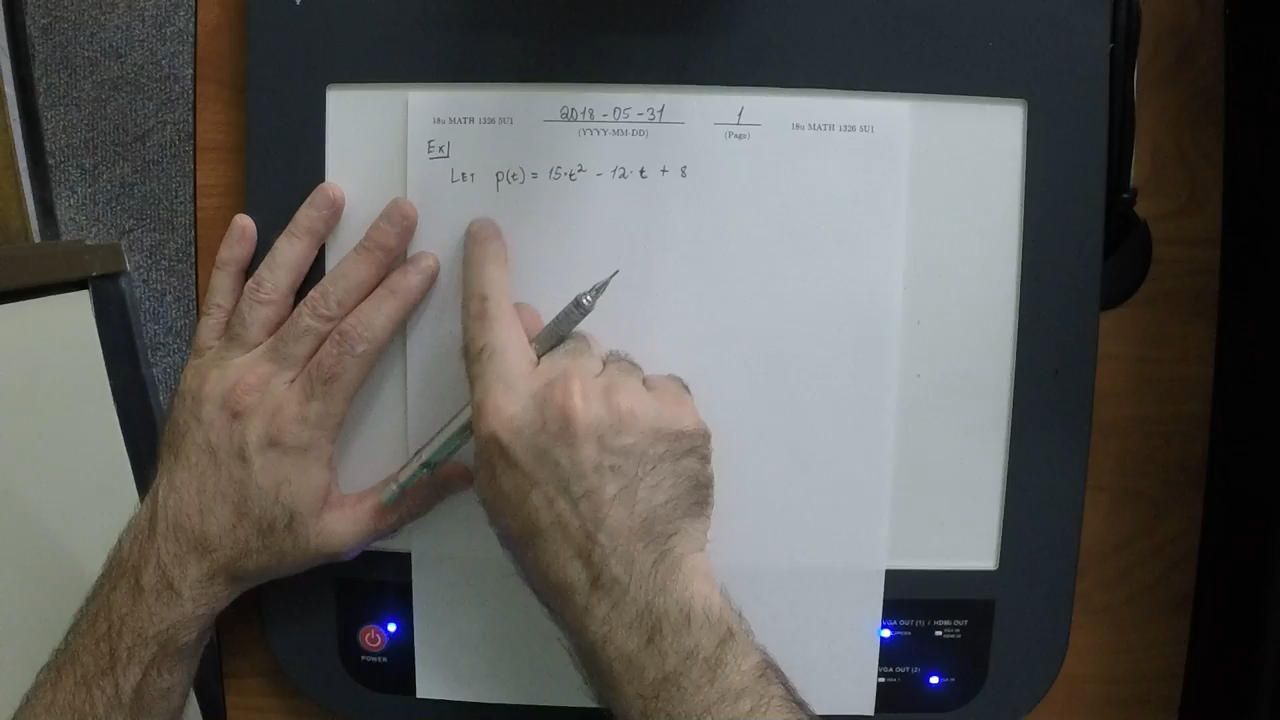 18u MATH 1326 5U1 2018-05-31 1 18u MATH 1326 5U1
(YYYY-MM-DD) (Page)
Ex|
LET p(t) = 15·t² - 12·t + 8
POWER
VGA OUT (1) / HDMI OUT
VGA OUT (2)